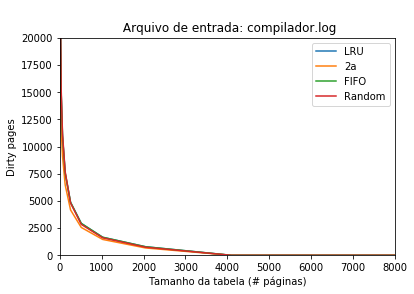 Arquivo de entrada: compilador.log
20000
17500
15000
12500
10000
7500
5000
2500
0
Dirty pages
LRU
2a
FIFO
Random
0 1000 2000 3000 4000 5000 6000 7000 8000
Tamanho da tabela (# páginas)